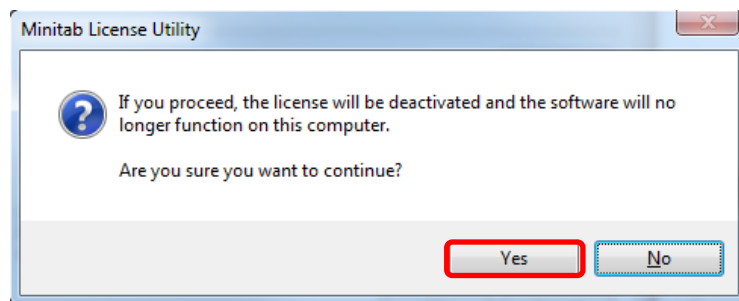 Minitab License Utility
If you proceed, the license will be deactivated and the software will no
longer function on this computer.
Are you sure you want to continue?
Yes
No